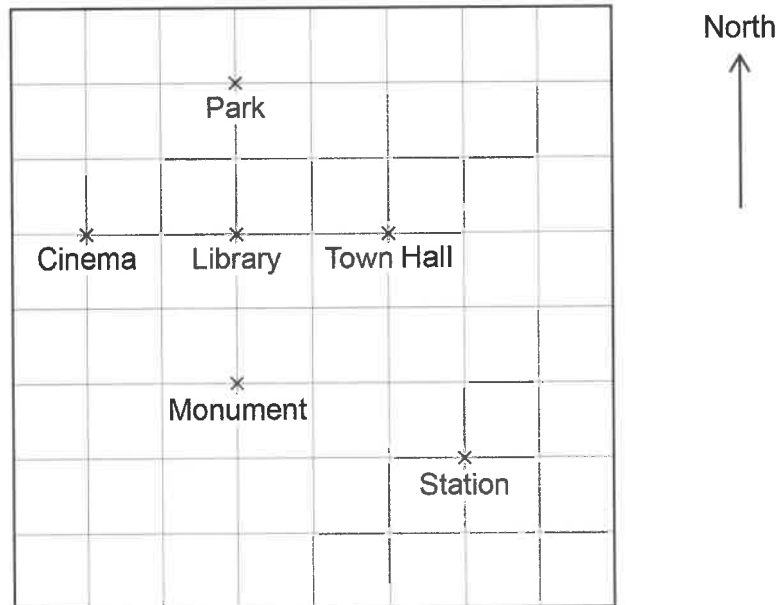 North
Park
Cinema
Library
Town Hall
Monument
Station